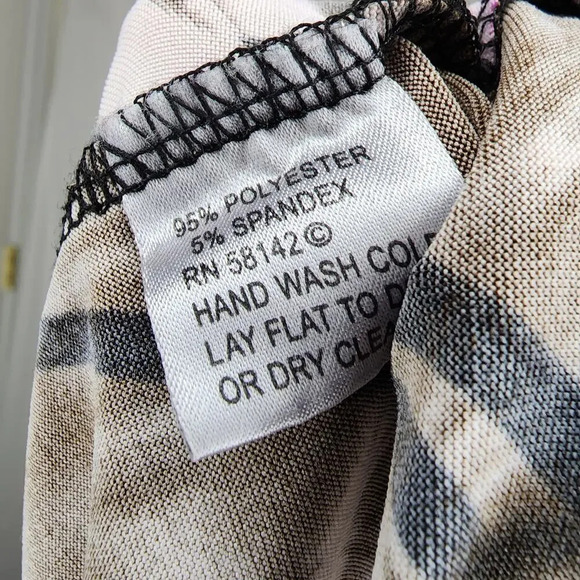 95% POLYESTER
5% SPANDEX
RN 58142©
HAND WASH COL
LAY FLAT TO D
OR DRY CLEA